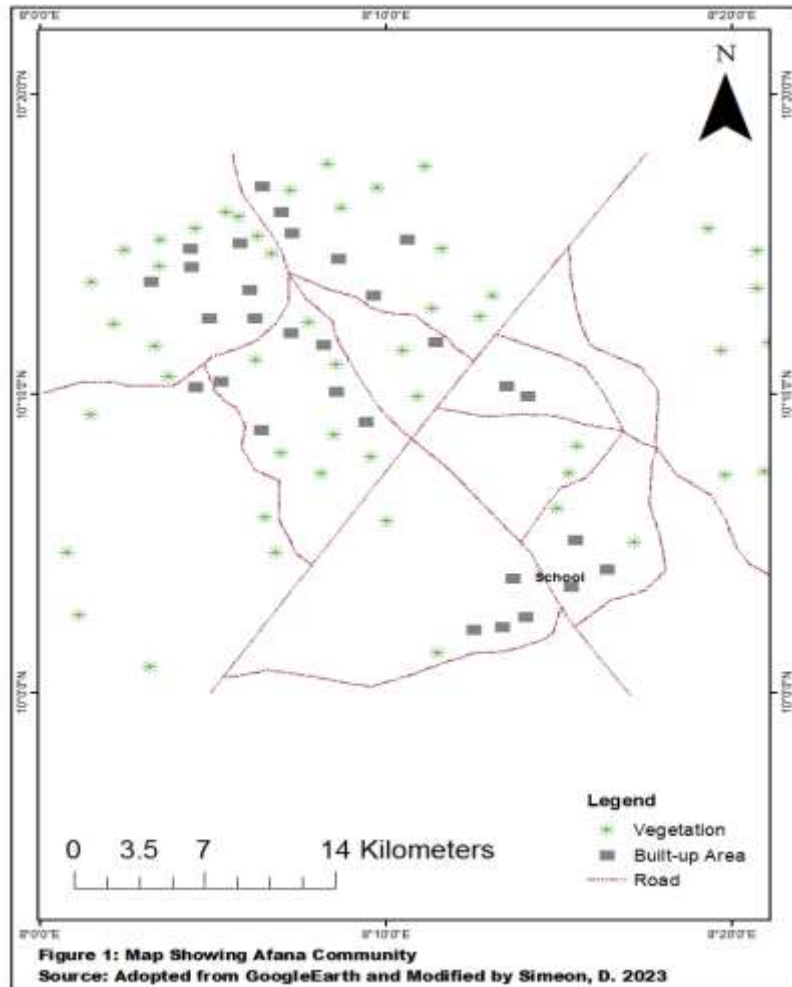 8°0'0"E 8°10'0"E 8°20'0"E
N
10°20'0"N 10°20'0"N
10°10'0"N 10°10'0"N
School
10°0'0"N 10°0'0"N
Legend
Vegetation
Built-up Area
Road
0 3.5 7 14 Kilometers
8°0'0"E 8°10'0"E 8°20'0"E
Figure 1: Map Showing Afana Community
Source: Adopted from GoogleEarth and Modified by Simeon, D. 2023